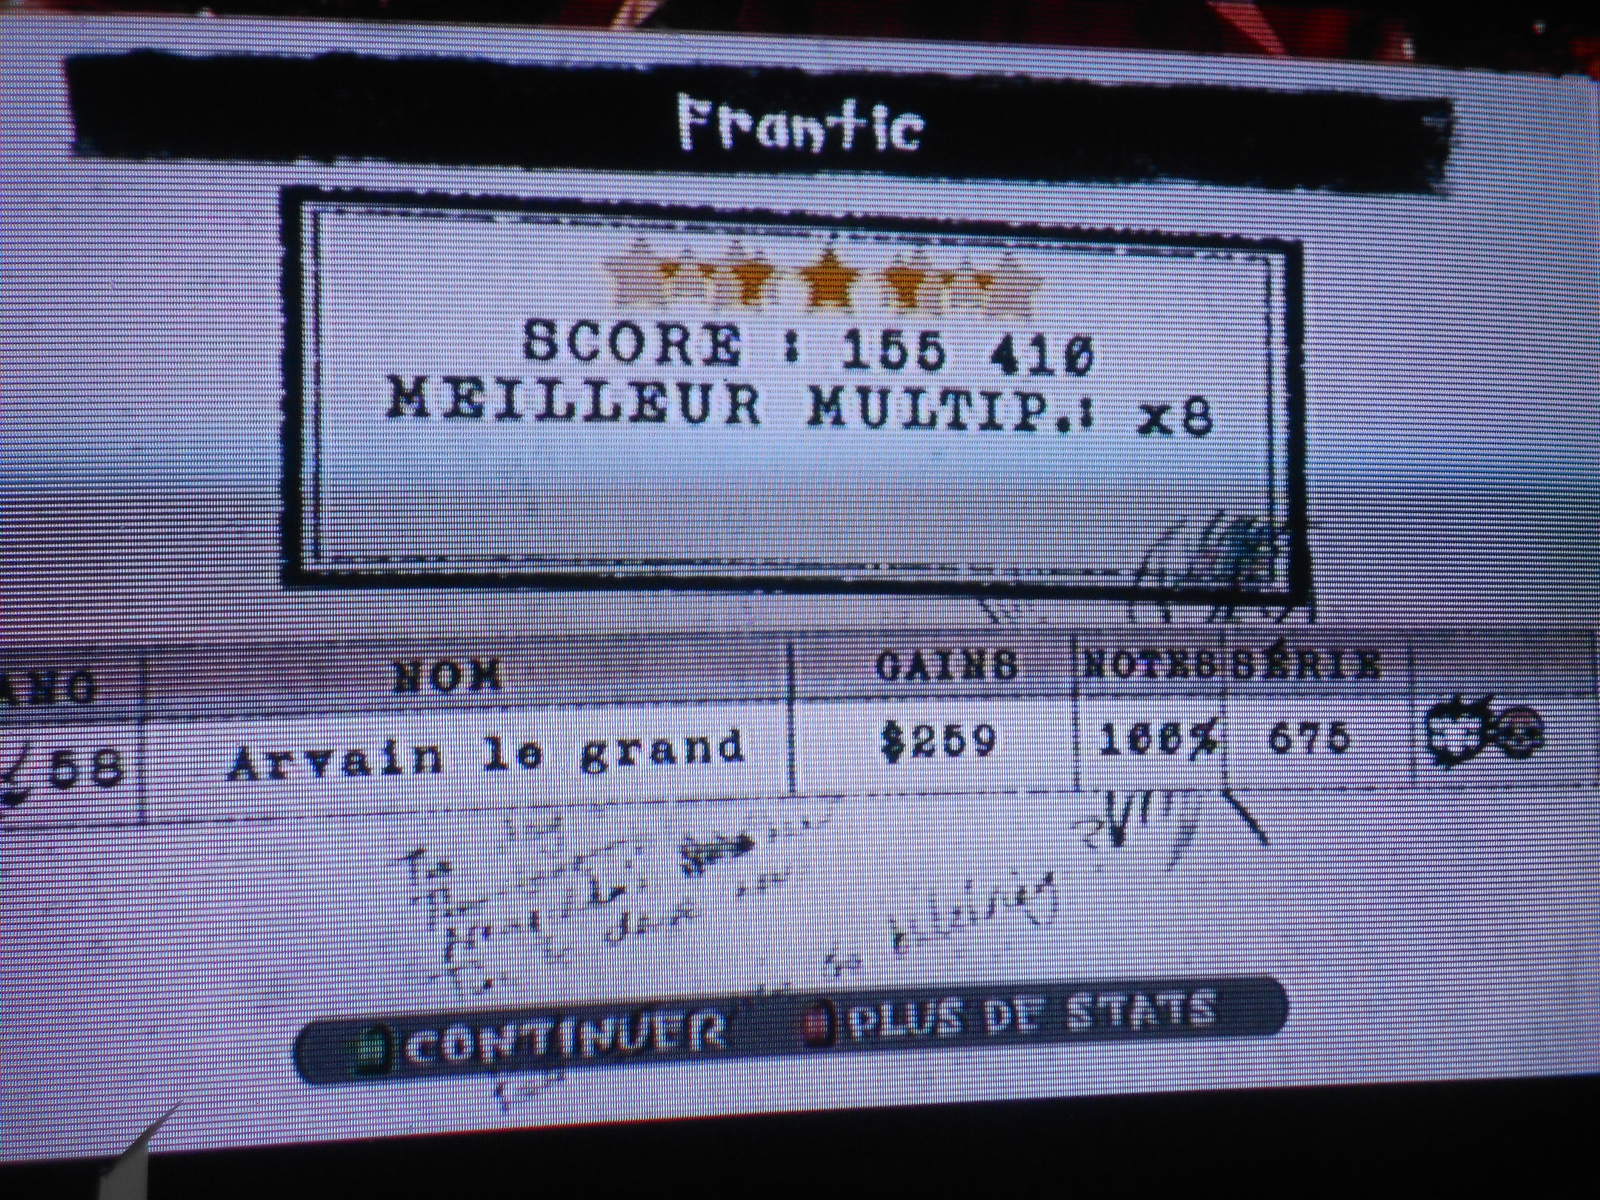 Frantic
SCORE : 155 410
MEILLEUR MULTIP.: x8
NOM GAINS NOTES SÉRIE
58 Arvain le grand $259 100% 675
CONTINUER PLUS DE STATS